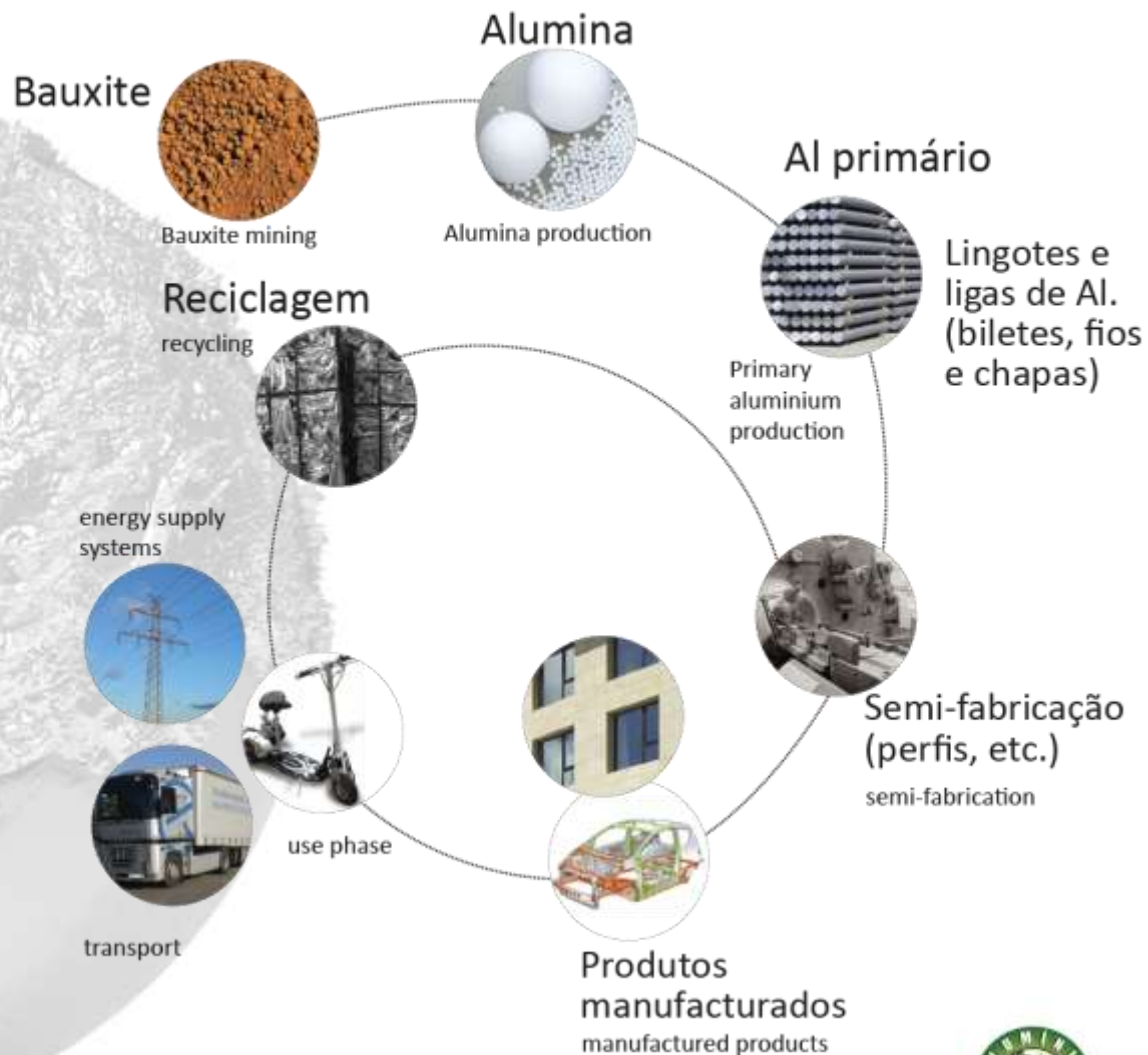 Alumina
Bauxite
Al primário
Bauxite mining
Alumina production
Lingotes e
ligas de Al.
(biletes, fios
e chapas)
Reciclagem
recycling
Primary
aluminium
production
energy supply
systems
Semi-fabricação
(perfis, etc.)
semi-fabrication
use phase
transport
Produtos
manufacturados
manufactured products